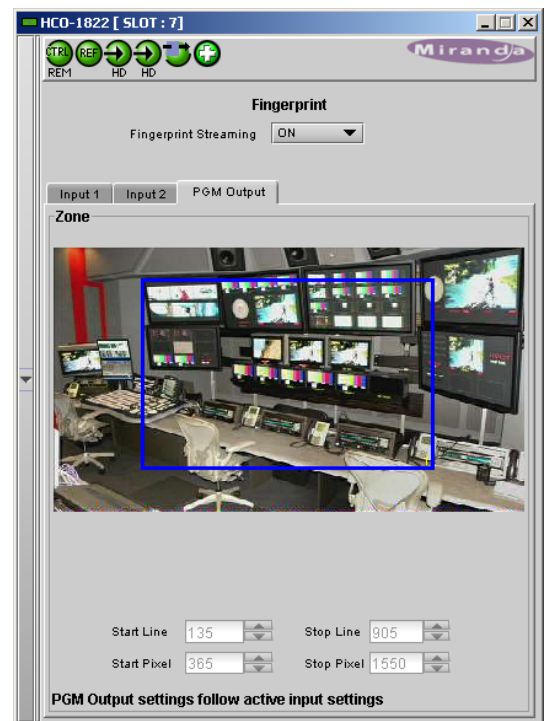 HCO-1822 [ SLOT : 7]
CTRL REF
REM HD HD
Miranda
Fingerprint
Fingerprint Streaming ON
Input 1 Input 2 PGM Output
Zone
Start Line 135 Stop Line 905
Start Pixel 365 Stop Pixel 1550
PGM Output settings follow active input settings